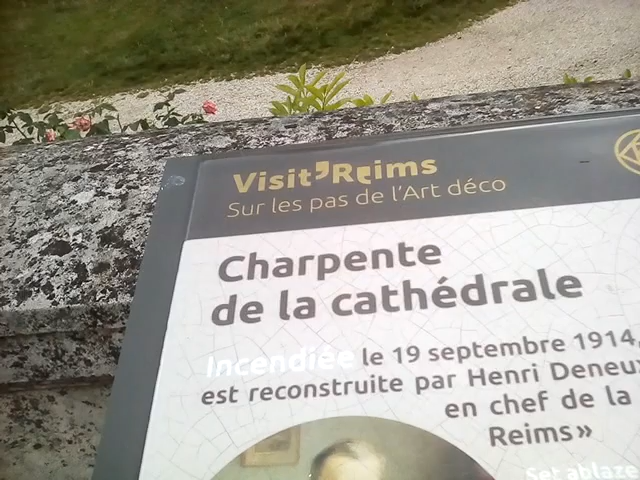 Visit'Reims
Sur les pas de l'Art déco
Charpente
de la cathédrale
Incendiée le 19 septembre 1914,
est reconstruite par Henri Deneux
en chef de la
Reims»
Set ablaze